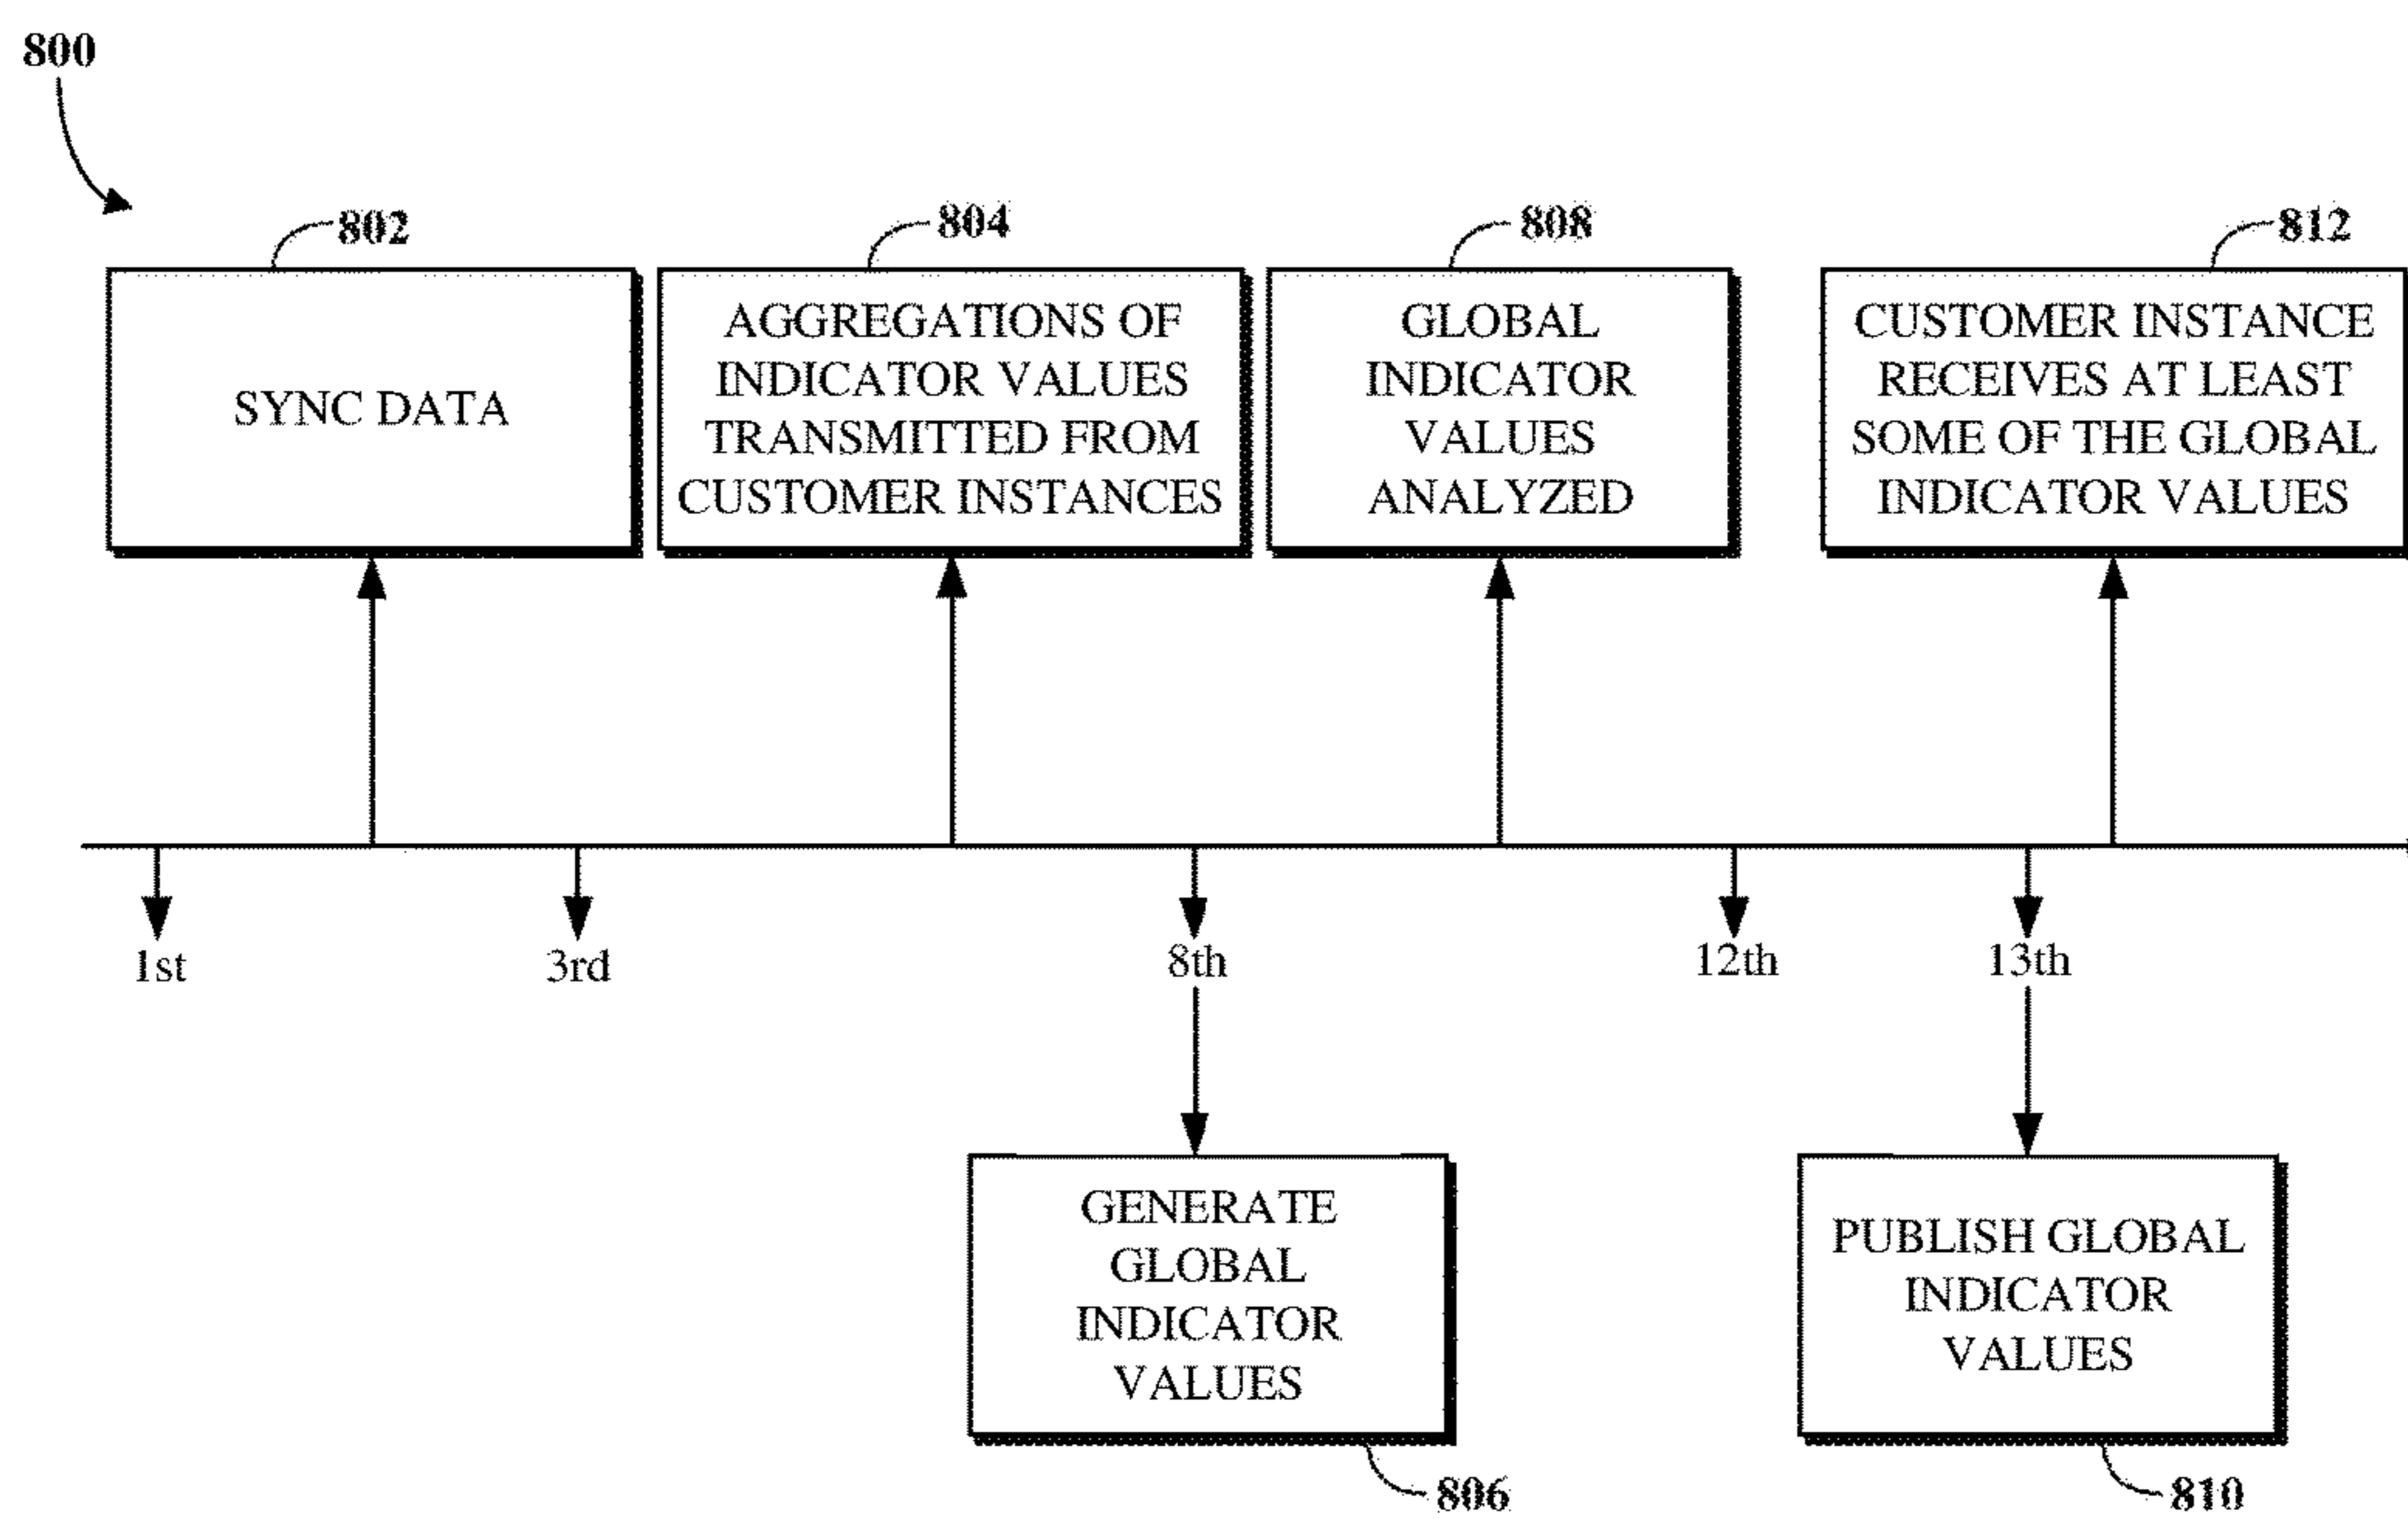 800
802
SYNC DATA
804
AGGREGATIONS OF
INDICATOR VALUES
TRANSMITTED FROM
CUSTOMER INSTANCES
808
GLOBAL
INDICATOR
VALUES
ANALYZED
812
CUSTOMER INSTANCE
RECEIVES AT LEAST
SOME OF THE GLOBAL
INDICATOR VALUES
1st
3rd
8th
12th
13th
GENERATE
GLOBAL
INDICATOR
VALUES
806
PUBLISH GLOBAL
INDICATOR
VALUES
810